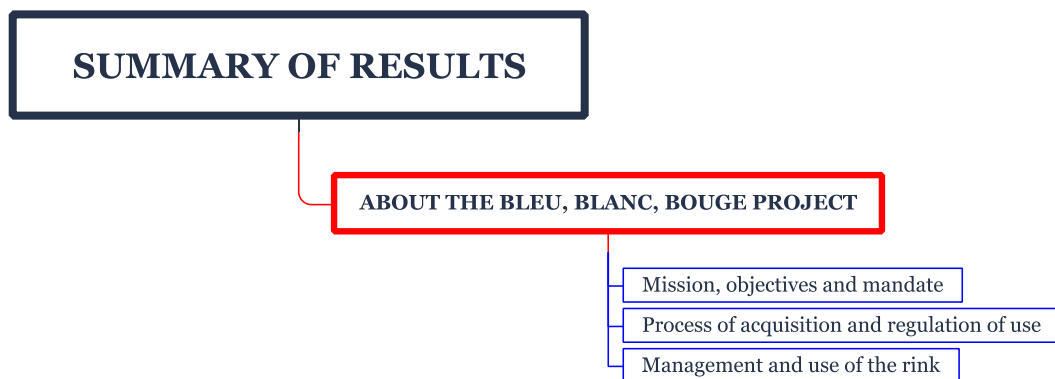 SUMMARY OF RESULTS
ABOUT THE BLEU, BLANC, BOUGE PROJECT
Mission, objectives and mandate
Process of acquisition and regulation of use
Management and use of the rink